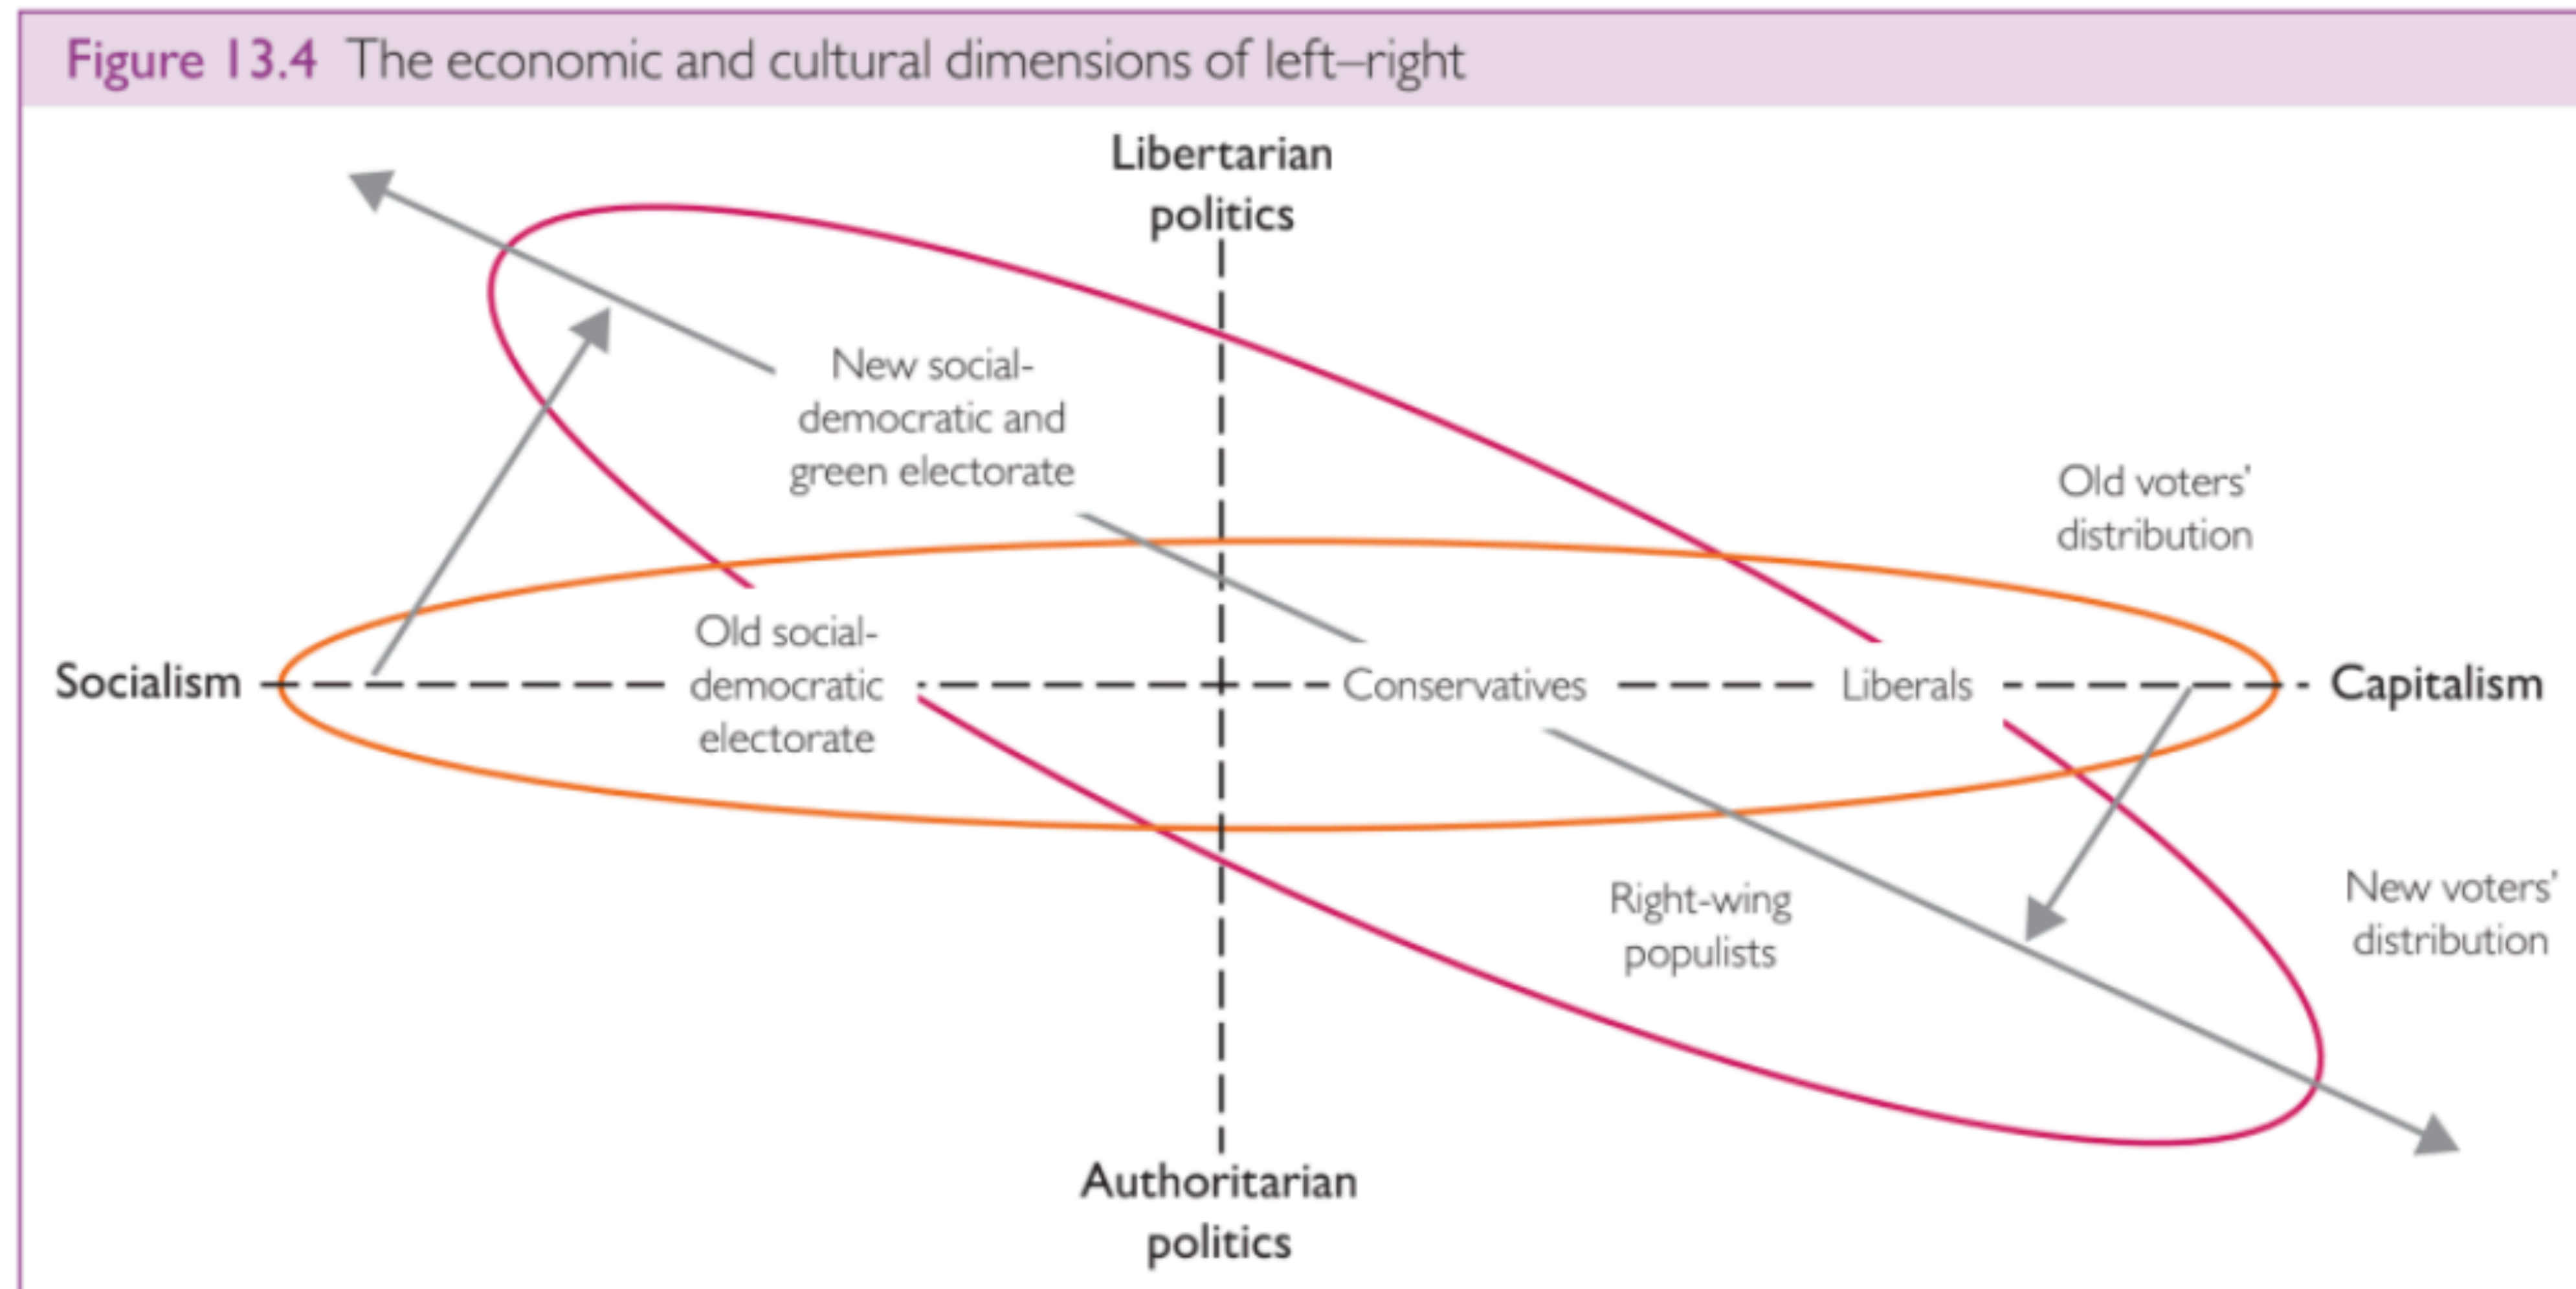 Figure 13.4 The economic and cultural dimensions of left–right
Libertarian
politics
New social-
democratic and
green electorate
Old voters'
distribution
Old social-
democratic
electorate
Socialism
Conservatives
Liberals
Capitalism
Right-wing
populists
New voters'
distribution
Authoritarian
politics